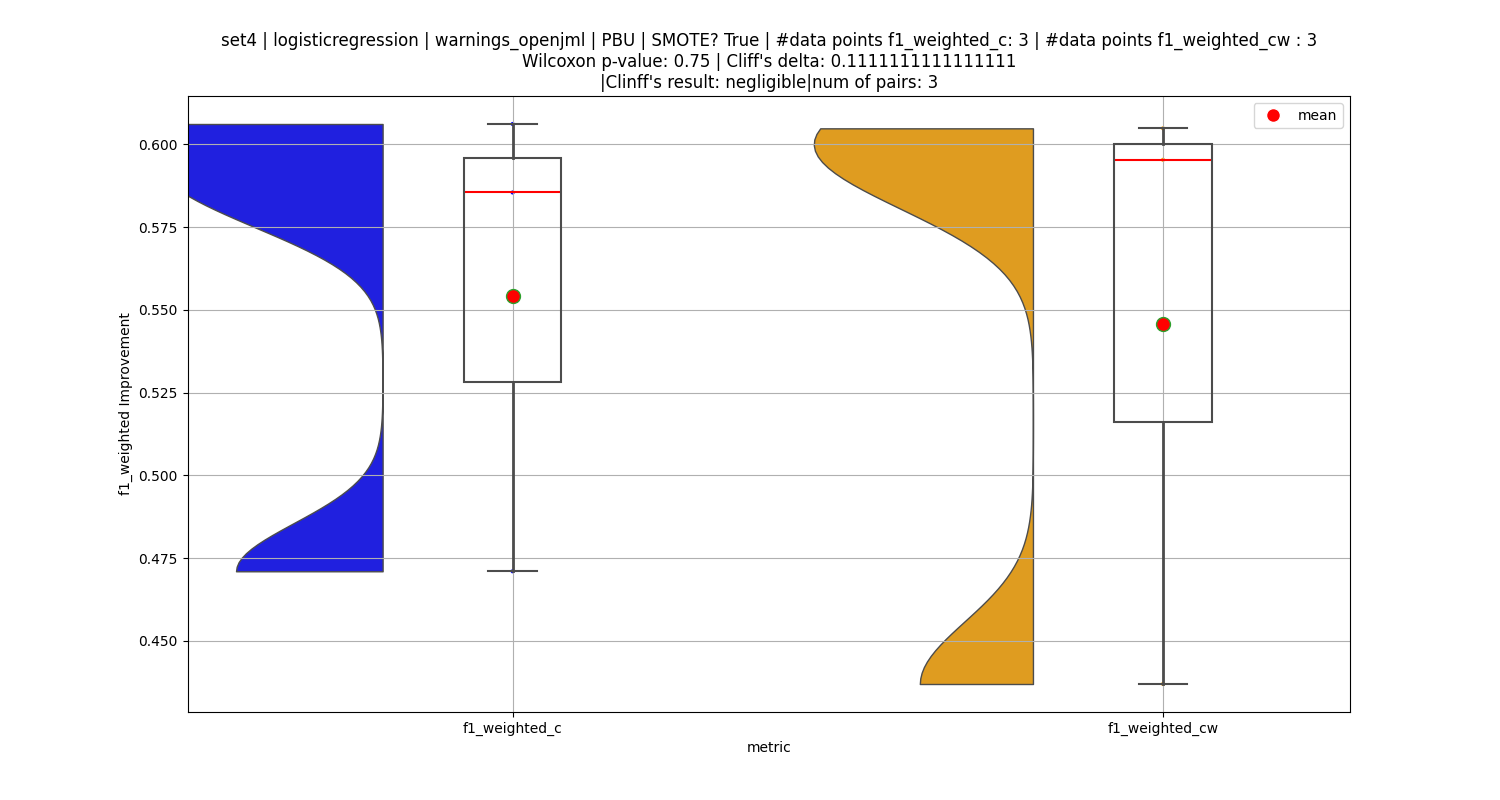 set4 | logisticregression | warnings_openjml | PBU | SMOTE? True | #data points f1_weighted_c: 3 | #data points f1_weighted_cw : 3
Wilcoxon p-value: 0.75 | Cliff's delta: 0.1111111111111111
|Clinff's result: negligible|num of pairs: 3
mean
0.600
0.575
0.550
0.525
0.500
0.475
0.450
f1_weighted Improvement
f1_weighted_c
f1_weighted_cw
metric